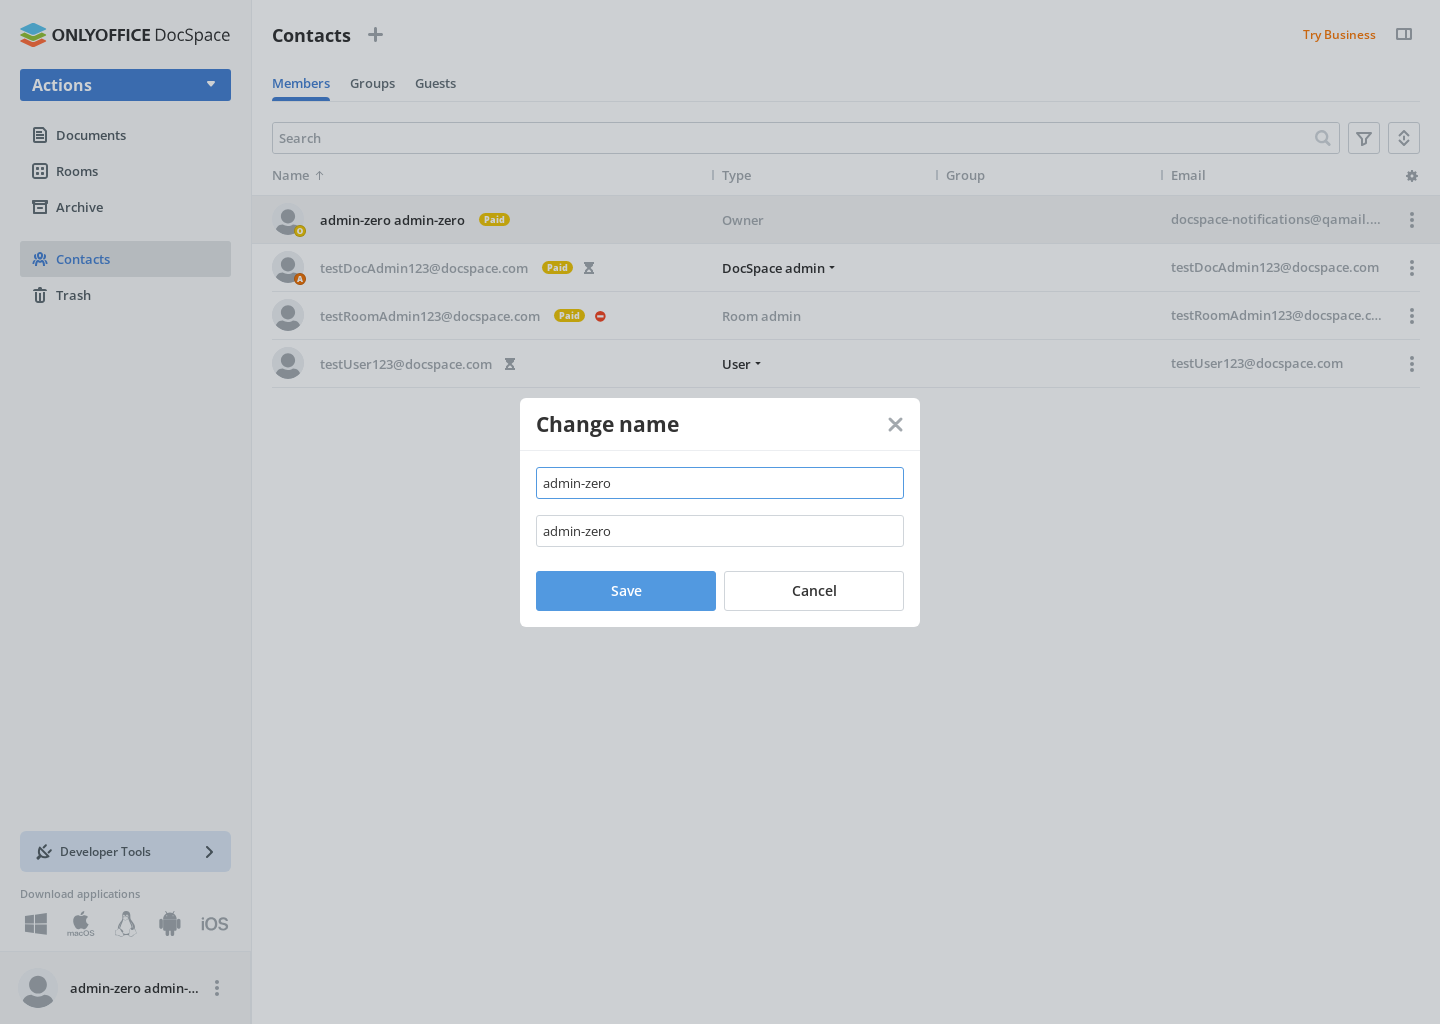 ONLYOFFICE DocSpace
Contacts
Try Business
Actions
Members Groups Guests
Documents
Search
Rooms
Name Type Group Email
Archive
admin-zero admin-zero Paid Owner docspace-notifications@qamail....
O
Contacts
testDocAdmin123@docspace.com Paid DocSpace admin testDocAdmin123@docspace.com
A
Trash
testRoomAdmin123@docspace.com Paid Room admin testRoomAdmin123@docspace.c...
testUser123@docspace.com User testUser123@docspace.com
Change name
admin-zero
admin-zero
Save Cancel
Developer Tools
Download applications
macOS iOS
admin-zero admin-...